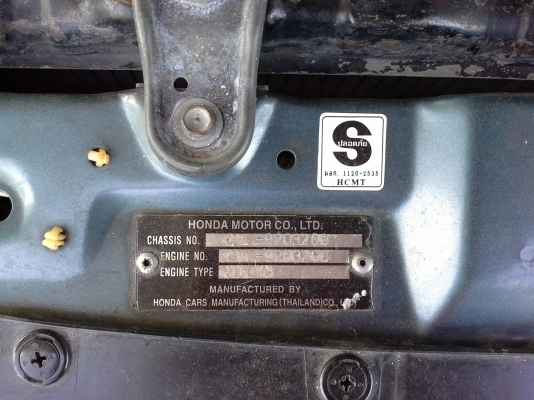 S
ปลอดภัย
มอก. 1120-2535
HCMT
HONDA MOTOR CO., LTD.
CHASSIS NO.
ENGINE NO.
ENGINE TYPE
MANUFACTURED BY
HONDA CARS MANUFACTURING (THAILAND) CO.,